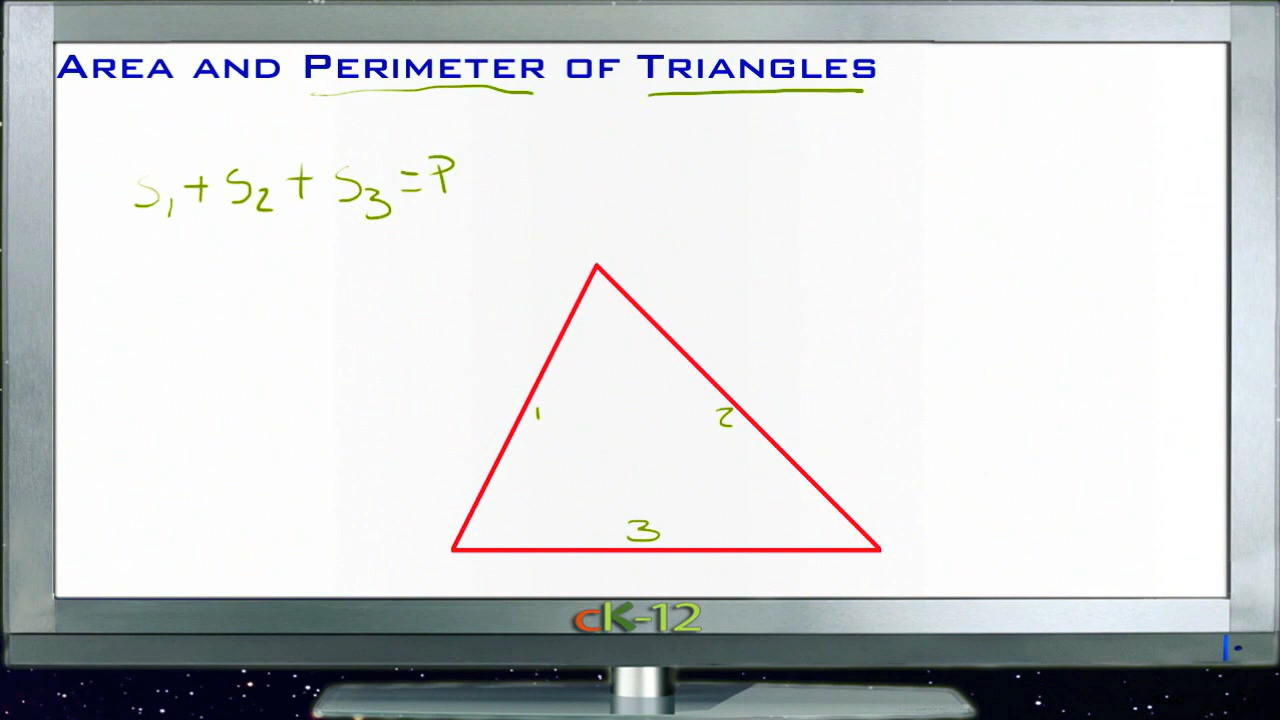 AREA AND PERIMETER OF TRIANGLES
S₁ + S₂ + S₃ = P
1
2
3
cK-12